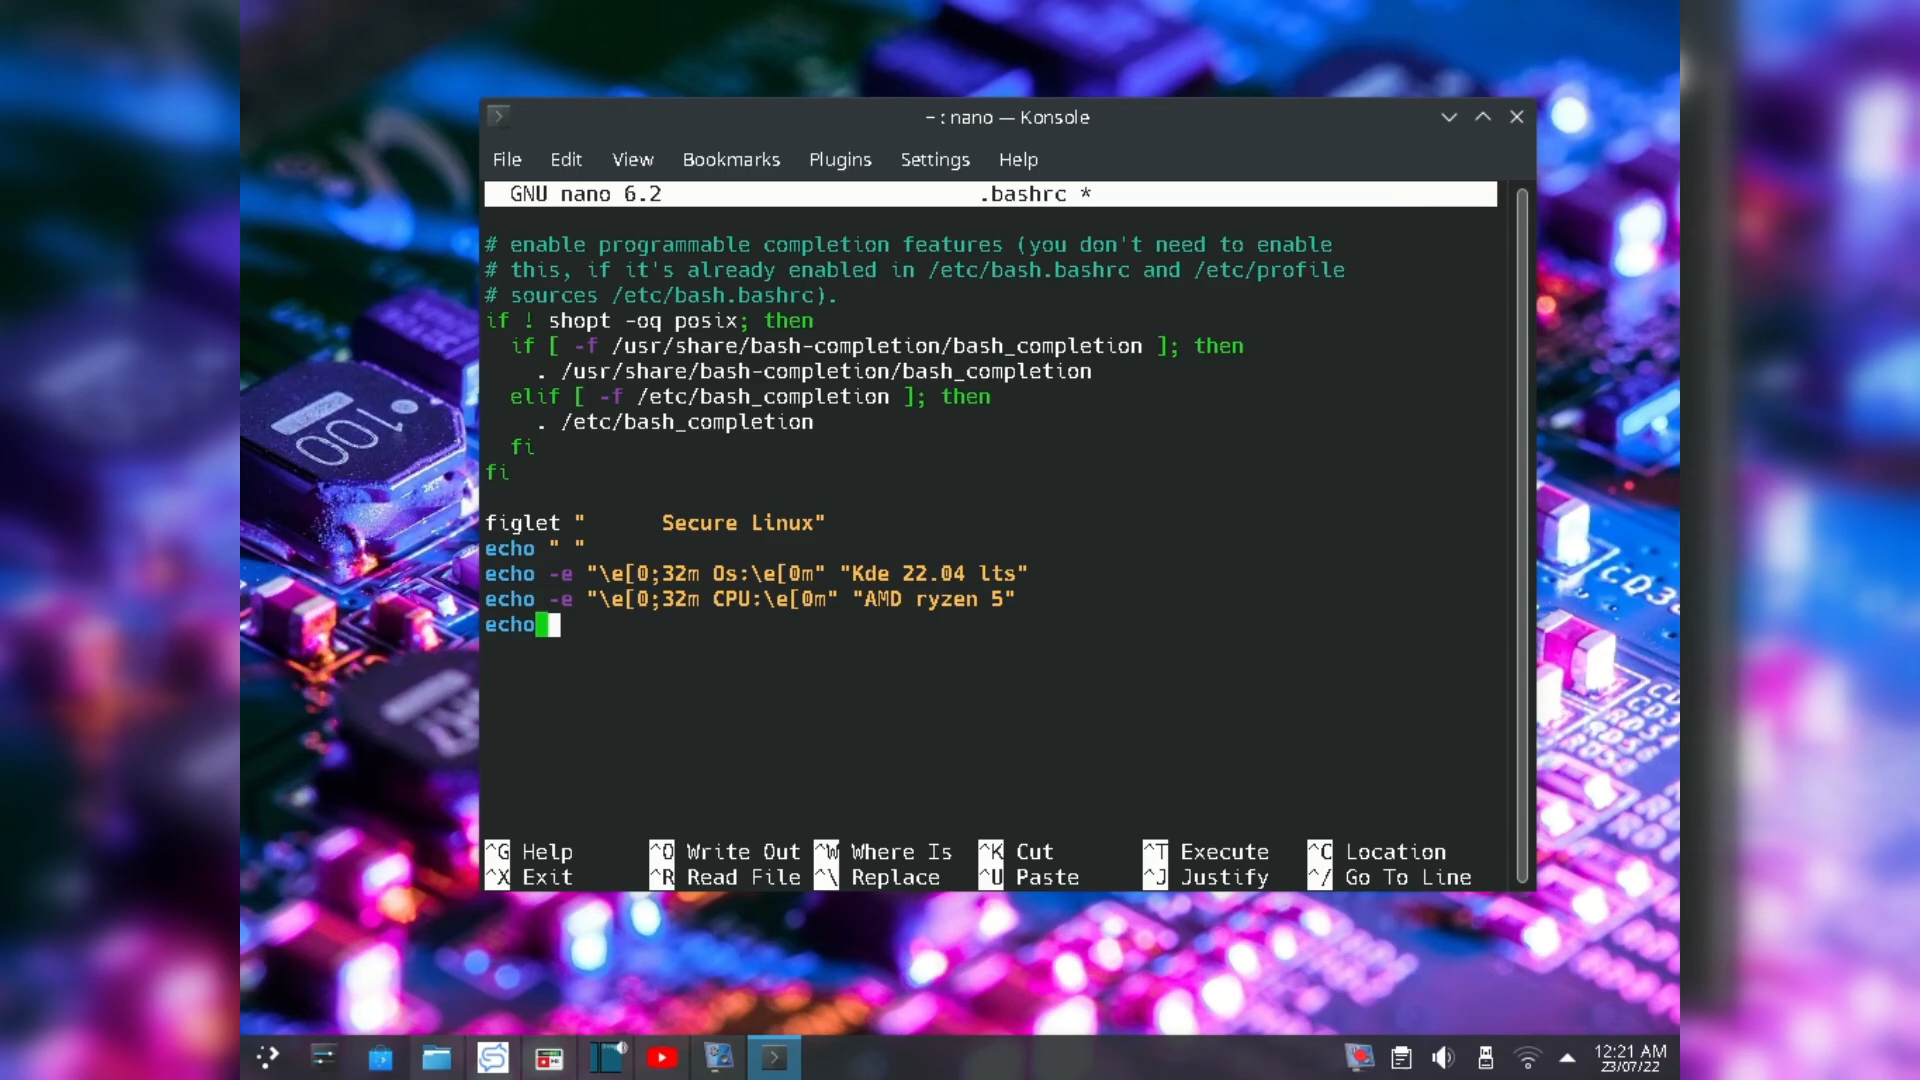 ~ : nano — Konsole
File Edit View Bookmarks Plugins Settings Help
GNU nano 6.2 .bashrc *
# enable programmable completion features (you don't need to enable
# this, if it's already enabled in /etc/bash.bashrc and /etc/profile
# sources /etc/bash.bashrc).
if ! shopt -oq posix; then
  if [ -f /usr/share/bash-completion/bash_completion ]; then
    . /usr/share/bash-completion/bash_completion
  elif [ -f /etc/bash_completion ]; then
    . /etc/bash_completion
  fi
fi
figlet "      Secure Linux"
echo " "
echo -e "\e[0;32m Os:\e[0m" "Kde 22.04 lts"
echo -e "\e[0;32m CPU:\e[0m" "AMD ryzen 5"
echo
^G Help ^O Write Out ^W Where Is ^K Cut ^T Execute ^C Location
^X Exit ^R Read File ^\ Replace ^U Paste ^J Justify ^/ Go To Line
100
12:21 AM
23/07/22